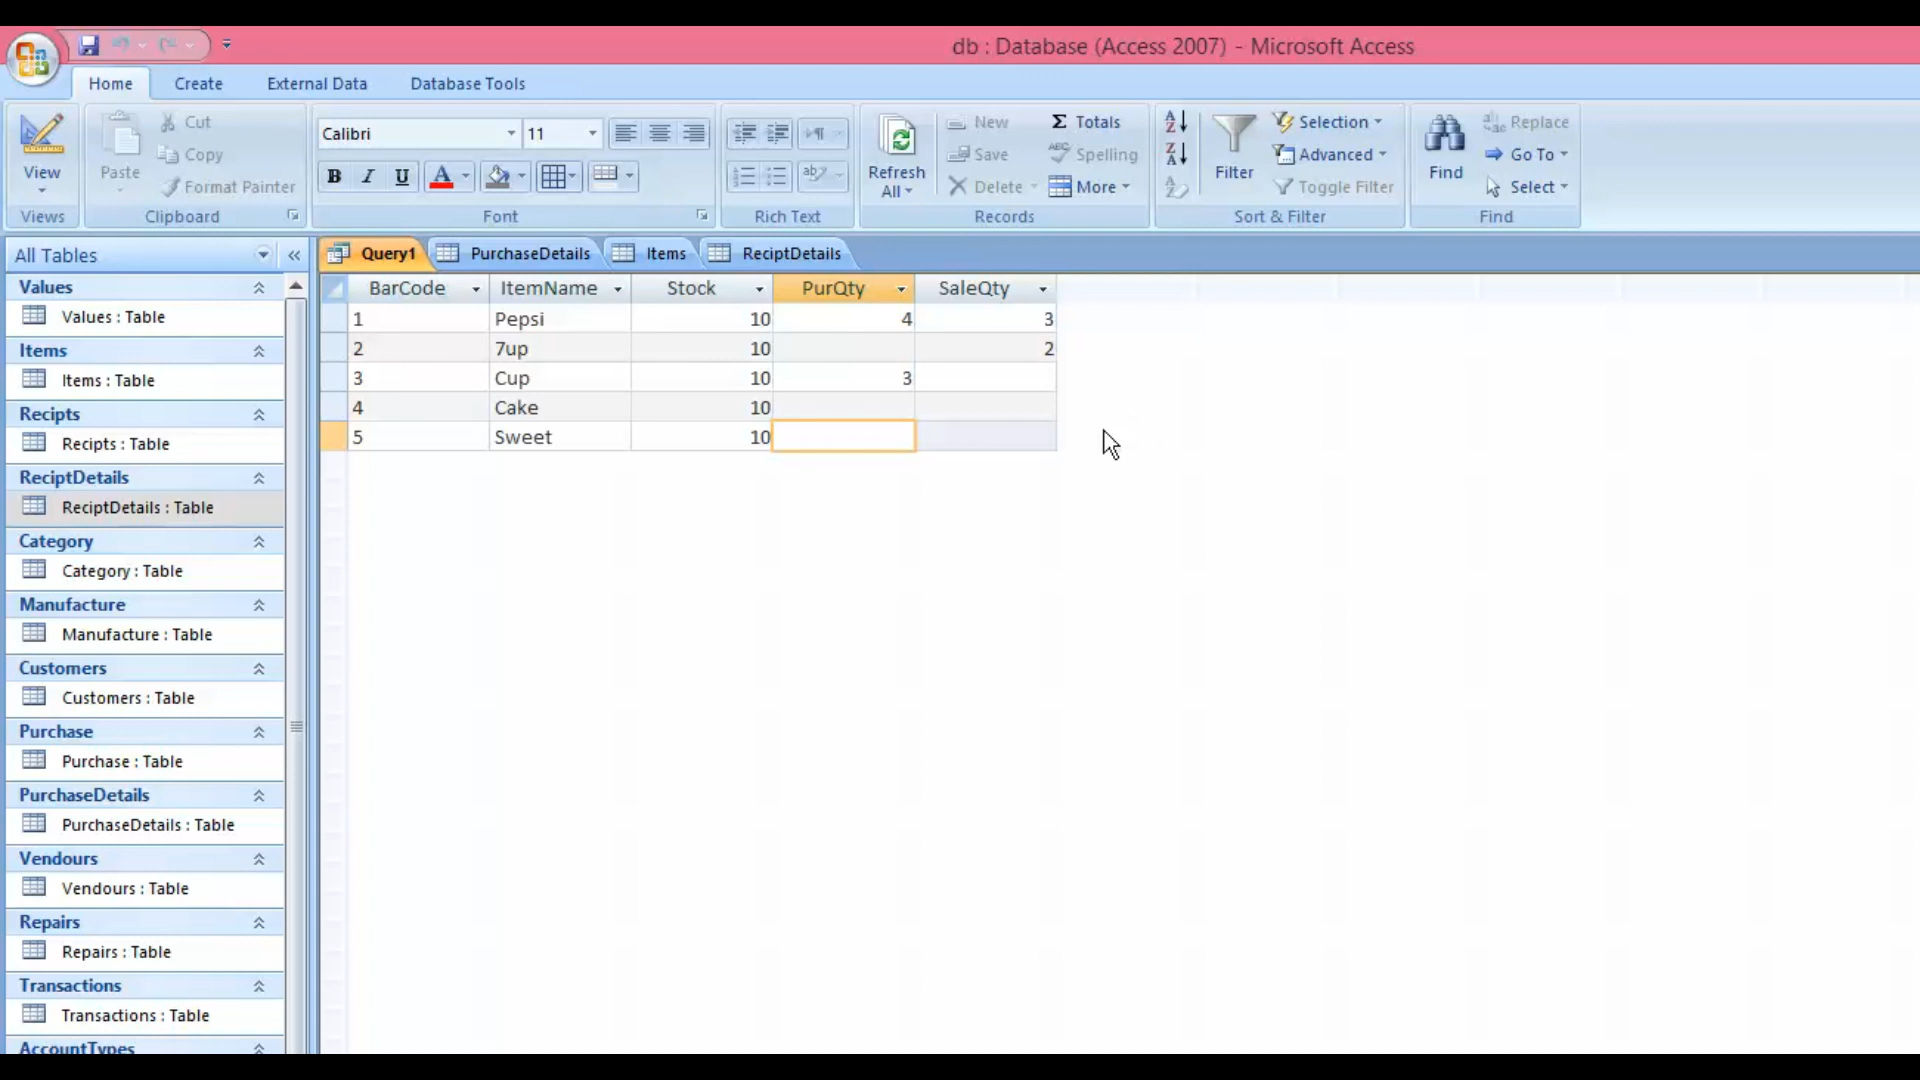 db : Database (Access 2007) - Microsoft Access
Home Create External Data Database Tools
View
Views
Paste
Cut
Copy
Format Painter
Clipboard
Calibri 11
B I U A
Font
Rich Text
Refresh
All
New
Save
Delete
Σ Totals
ABC Spelling
More
Records
Filter
Selection
Advanced
Toggle Filter
Sort & Filter
Find
Replace
Go To
Select
Find
All Tables
Values
Values : Table
Items
Items : Table
Recipts
Recipts : Table
ReciptDetails
ReciptDetails : Table
Category
Category : Table
Manufacture
Manufacture : Table
Customers
Customers : Table
Purchase
Purchase : Table
PurchaseDetails
PurchaseDetails : Table
Vendours
Vendours : Table
Repairs
Repairs : Table
Transactions
Transactions : Table
AccountTypes
Query1 PurchaseDetails Items ReciptDetails
BarCode ItemName Stock PurQty SaleQty
1 Pepsi 10 4 3
2 7up 10 2
3 Cup 10 3
4 Cake 10
5 Sweet 10